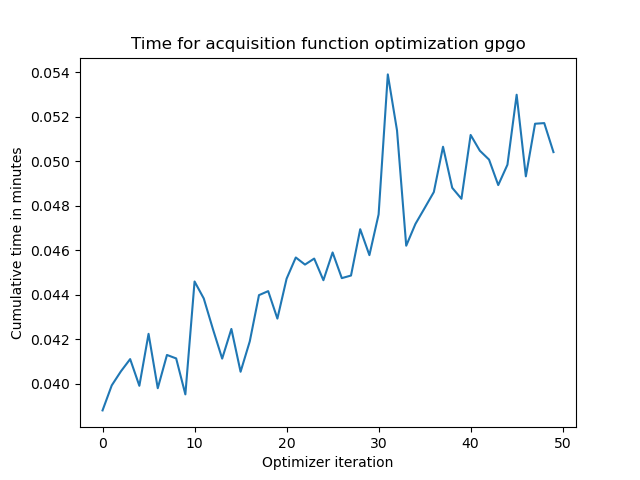 Time for acquisition function optimization gpgo
0.054
0.052
0.050
0.048
0.046
0.044
0.042
0.040
Cumulative time in minutes
0 10 20 30 40 50
Optimizer iteration